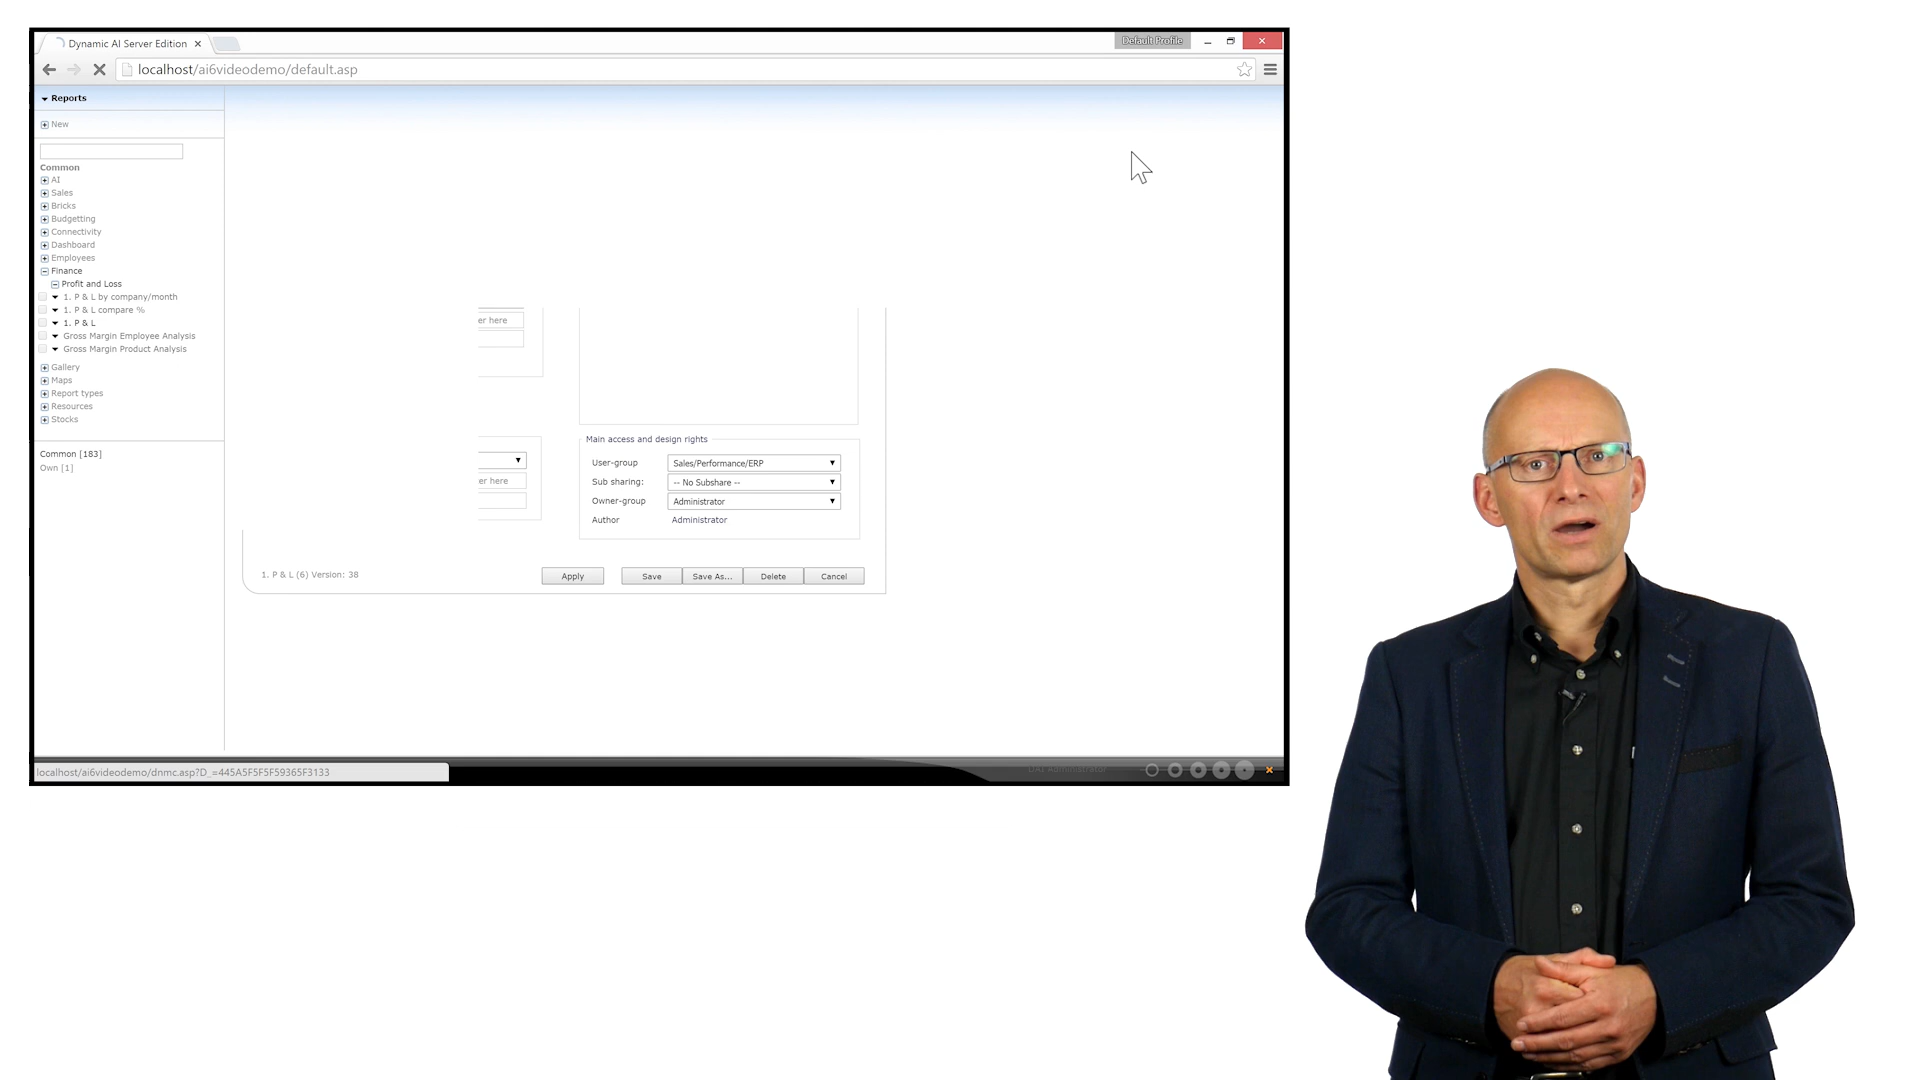 Dynamic AI Server Edition
Default Profile
localhost/ai6videodemo/default.asp
Reports
New
Common
AI
Sales
Bricks
Budgetting
Connectivity
Dashboard
Employees
Finance
Profit and Loss
1. P & L by company/month
1. P & L compare %
1. P & L
Gross Margin Employee Analysis
Gross Margin Product Analysis
Gallery
Maps
Report types
Resources
Stocks
Common [183]
Own [1]
er here
er here
Main access and design rights
User-group Sales/Performance/ERP
Sub sharing: -- No Subshare --
Owner-group Administrator
Author Administrator
1. P & L (6) Version: 38
Apply Save Save As... Delete Cancel
localhost/ai6videodemo/dnmc.asp?D_=445A5F5F5F59365F3133
DAI Administrator